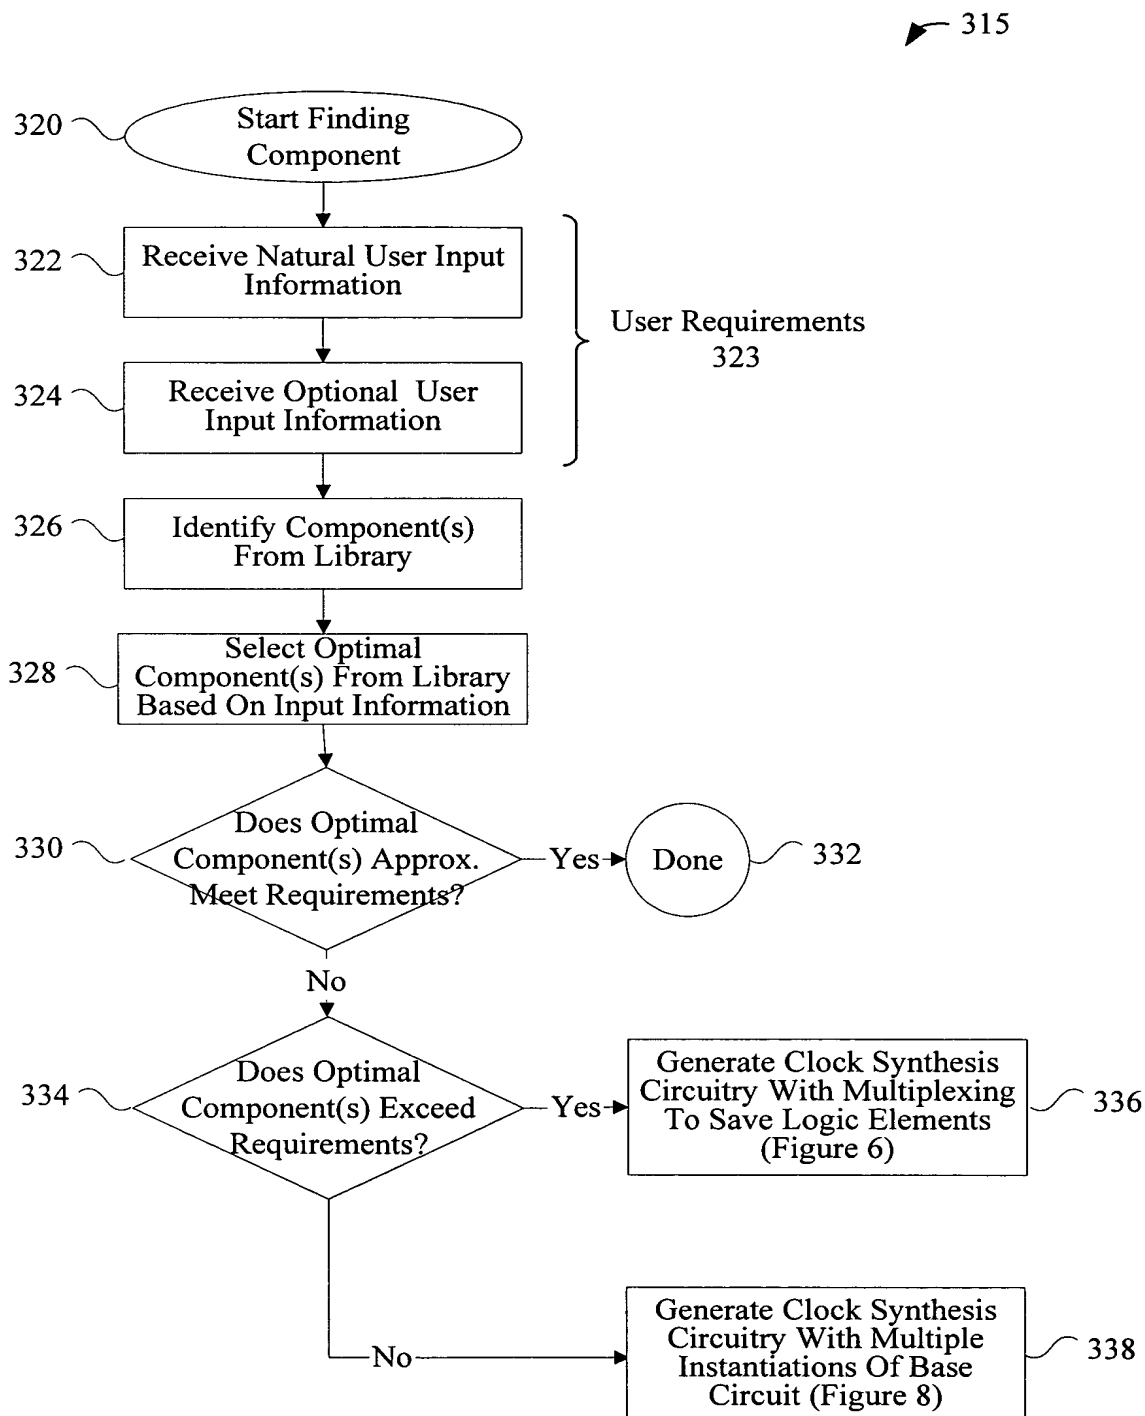 315
320
Start Finding
Component
322
Receive Natural User Input
Information
User Requirements
323
324
Receive Optional User
Input Information
326
Identify Component(s)
From Library
328
Select Optimal
Component(s) From Library
Based On Input Information
330
Does Optimal
Component(s) Approx.
Meet Requirements?
Yes
Done
332
No
334
Does Optimal
Component(s) Exceed
Requirements?
Yes
Generate Clock Synthesis
Circuitry With Multiplexing
To Save Logic Elements
(Figure 6)
336
No
Generate Clock Synthesis
Circuitry With Multiple
Instantiations Of Base
Circuit (Figure 8)
338